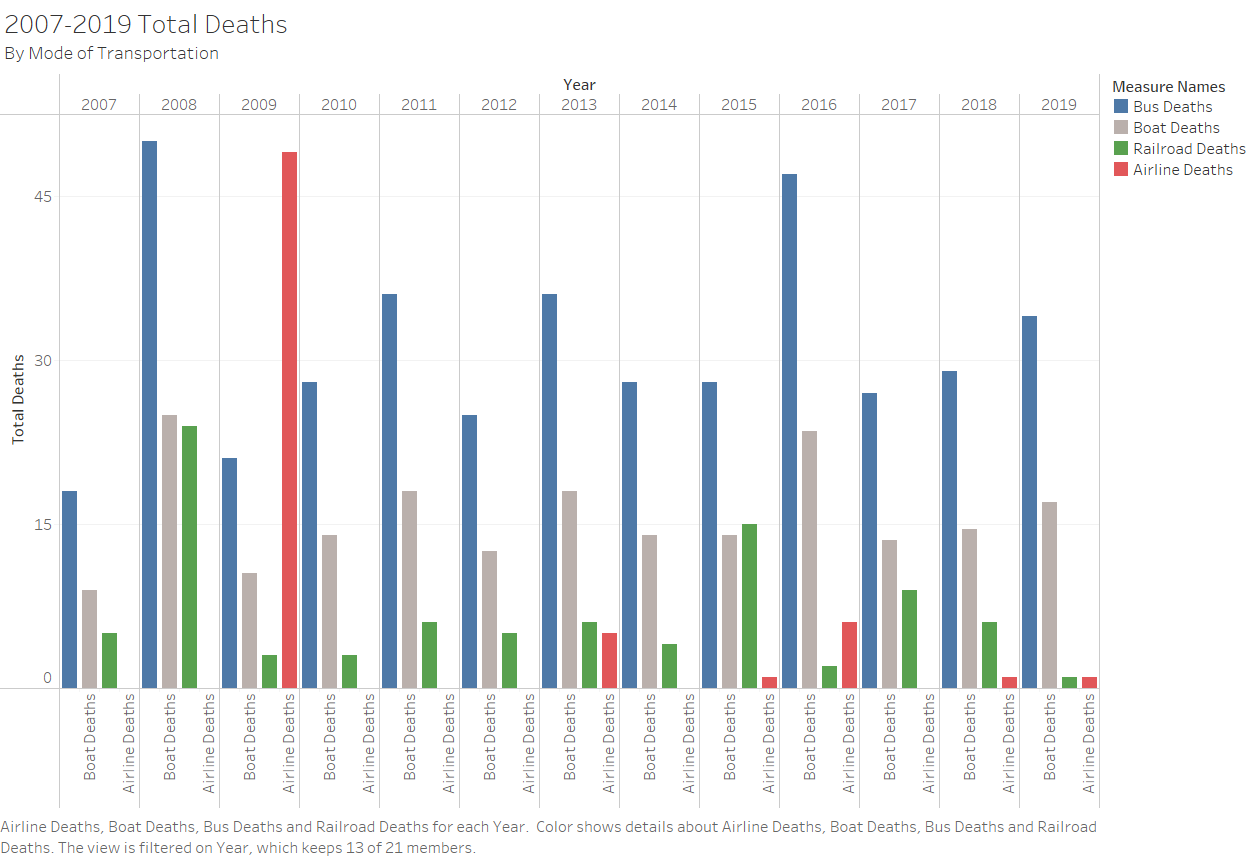 2007-2019 Total Deaths
By Mode of Transportation
Year
2007 2008 2009 2010 2011 2012 2013 2014 2015 2016 2017 2018 2019
Measure Names
Bus Deaths
Boat Deaths
Railroad Deaths
Airline Deaths
Total Deaths
45
30
15
0
Boat Deaths Airline Deaths Boat Deaths Airline Deaths Boat Deaths Airline Deaths Boat Deaths Airline Deaths Boat Deaths Airline Deaths Boat Deaths Airline Deaths Boat Deaths Airline Deaths Boat Deaths Airline Deaths Boat Deaths Airline Deaths Boat Deaths Airline Deaths Boat Deaths Airline Deaths Boat Deaths Airline Deaths Boat Deaths Airline Deaths
Airline Deaths, Boat Deaths, Bus Deaths and Railroad Deaths for each Year. Color shows details about Airline Deaths, Boat Deaths, Bus Deaths and Railroad
Deaths. The view is filtered on Year, which keeps 13 of 21 members.